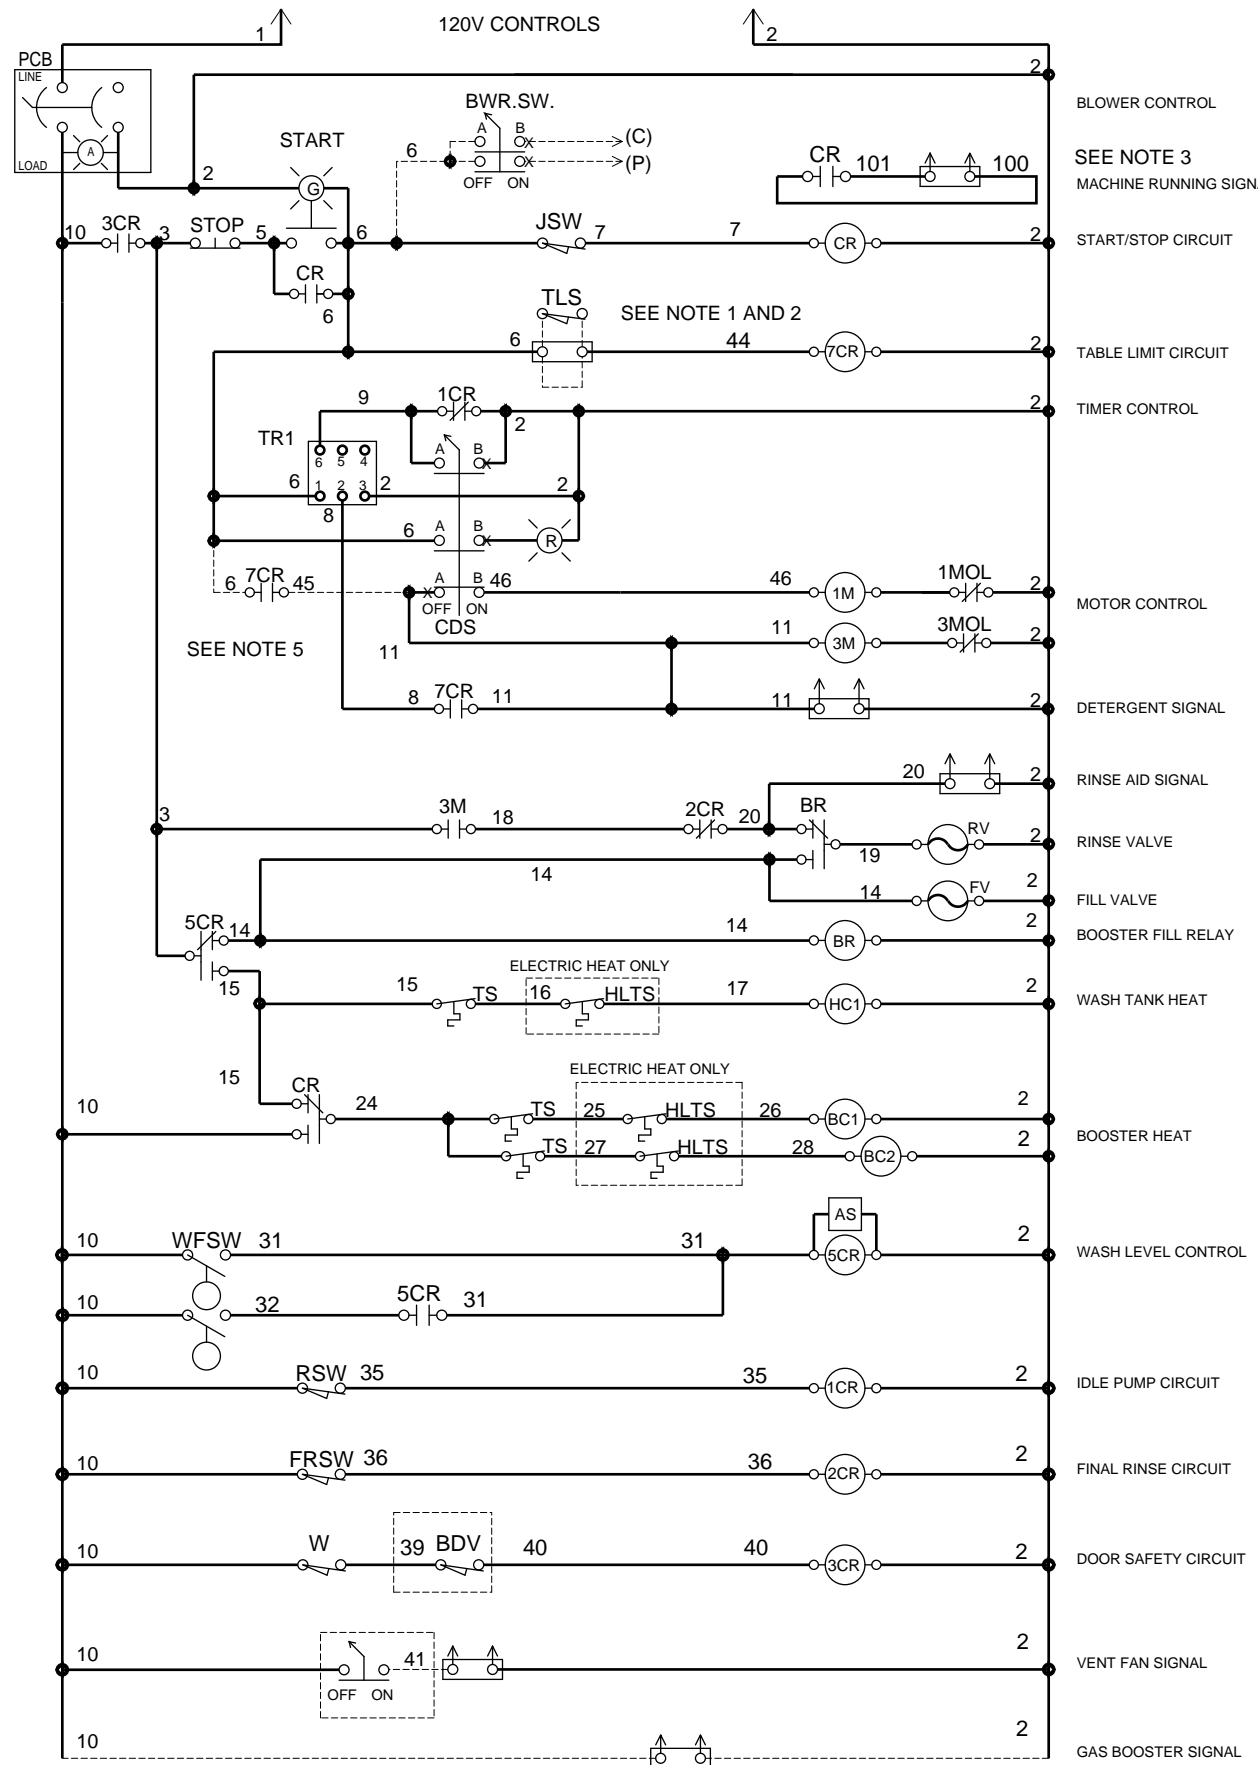 120V CONTROLS
1
2
PCB
LINE
A
LOAD
2
BLOWER CONTROL
BWR.SW.
A B
(C)
6
(P)
OFF ON
START
2
G
CR
101
100
SEE NOTE 3
MACHINE RUNNING SIGN
10
3CR
3
STOP
5
6
JSW
7
7
CR
2
START/STOP CIRCUIT
CR
6
TLS
SEE NOTE 1 AND 2
6
44
7CR
2
TABLE LIMIT CIRCUIT
9
1CR
2
2
TIMER CONTROL
TR1
6 5 4
A B
6
1 2 3
2
2
8
6
A B
R
6
7CR
45
A B
46
46
1M
1MOL
2
OFF ON
CDS
MOTOR CONTROL
SEE NOTE 5
11
11
3M
3MOL
2
8
7CR
11
11
2
DETERGENT SIGNAL
20
2
RINSE AID SIGNAL
3
3M
18
2CR
20
BR
19
RV
2
RINSE VALVE
14
14
FV
2
FILL VALVE
5CR
14
14
BR
2
BOOSTER FILL RELAY
15
ELECTRIC HEAT ONLY
15
TS
16
HLTS
17
HC1
2
WASH TANK HEAT
ELECTRIC HEAT ONLY
15
CR
10
24
TS
25
HLTS
26
BC1
2
BOOSTER HEAT
TS
27
HLTS
28
BC2
2
AS
10
WFSW
31
31
5CR
2
WASH LEVEL CONTROL
10
32
5CR
31
10
RSW
35
35
1CR
2
IDLE PUMP CIRCUIT
10
FRSW
36
36
2CR
2
FINAL RINSE CIRCUIT
10
W
39
BDV
40
40
3CR
2
DOOR SAFETY CIRCUIT
10
41
2
VENT FAN SIGNAL
OFF ON
10
2
GAS BOOSTER SIGNAL